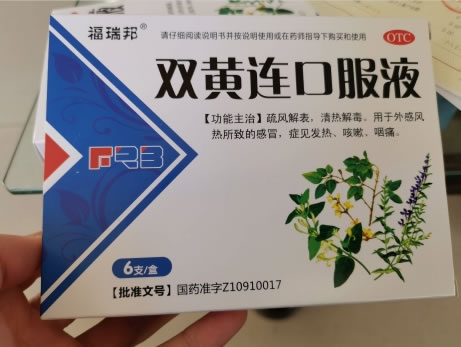 福瑞邦
请仔细阅读说明书并按说明使用或在药师指导下购买和使用
OTC
双黄连口服液
【功能主治】疏风解表，清热解毒。用于外感风
热所致的感冒，症见发热、咳嗽、咽痛。
FRB
6支/盒
【批准文号】国药准字Z10910017